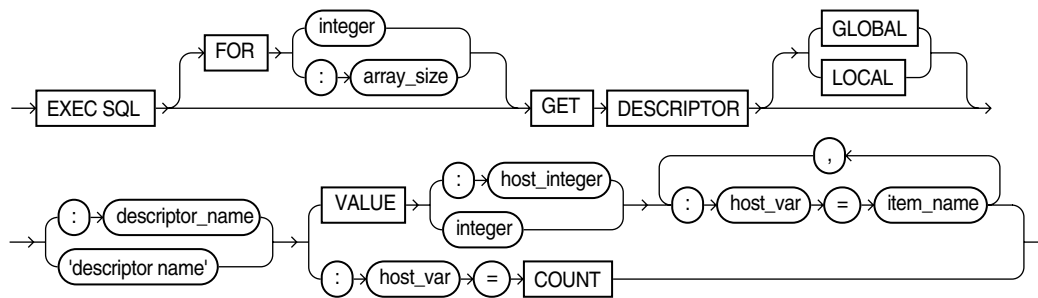 integer
GLOBAL
FOR : array_size LOCAL
EXEC SQL GET DESCRIPTOR
,
: descriptor_name VALUE : host_integer : host_var = item_name
'descriptor name' integer
: host_var = COUNT